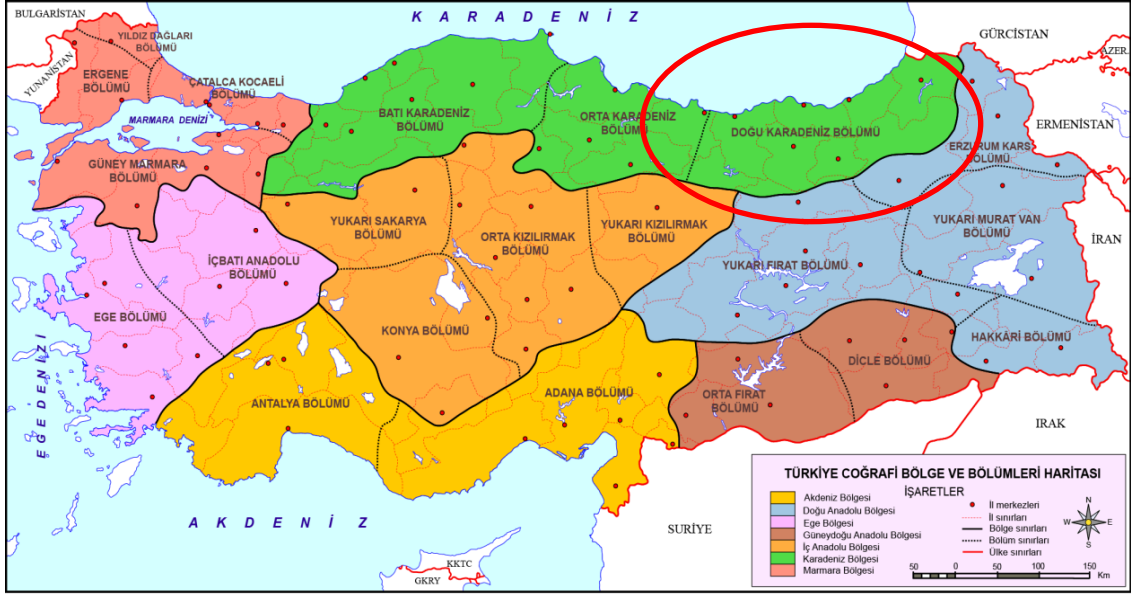 KARADENİZ
BULGARİSTAN
YUNANİSTAN
GÜRCİSTAN
AZER.
ERMENİSTAN
İRAN
IRAK
SURİYE
KKTC
GKRY
AKDENİZ
EGE DENİZİ
MARMARA DENİZİ
YILDIZ DAĞLARI
BÖLÜMÜ
ERGENE
BÖLÜMÜ
ÇATALCA KOCAELİ
BÖLÜMÜ
GÜNEY MARMARA
BÖLÜMÜ
BATI KARADENİZ
BÖLÜMÜ
ORTA KARADENİZ
BÖLÜMÜ
DOĞU KARADENİZ BÖLÜMÜ
ERZURUM KARS
BÖLÜMÜ
YUKARI SAKARYA
BÖLÜMÜ
ORTA KIZILIRMAK
BÖLÜMÜ
YUKARI KIZILIRMAK
BÖLÜMÜ
YUKARI MURAT VAN
BÖLÜMÜ
İÇBATI ANADOLU
BÖLÜMÜ
YUKARI FIRAT BÖLÜMÜ
EGE BÖLÜMÜ
KONYA BÖLÜMÜ
HAKKÂRİ BÖLÜMÜ
DİCLE BÖLÜMÜ
ANTALYA BÖLÜMÜ
ADANA BÖLÜMÜ
ORTA FIRAT
BÖLÜMÜ
TÜRKİYE COĞRAFİ BÖLGE VE BÖLÜMLERİ HARİTASI
İŞARETLER
Akdeniz Bölgesi
Doğu Anadolu Bölgesi
Ege Bölgesi
Güneydoğu Anadolu Bölgesi
İç Anadolu Bölgesi
Karadeniz Bölgesi
Marmara Bölgesi
İl merkezleri
İl sınırları
Bölge sınırları
Bölüm sınırları
Ülke sınırları
N
W E
S
50 0 50 100 150
Km